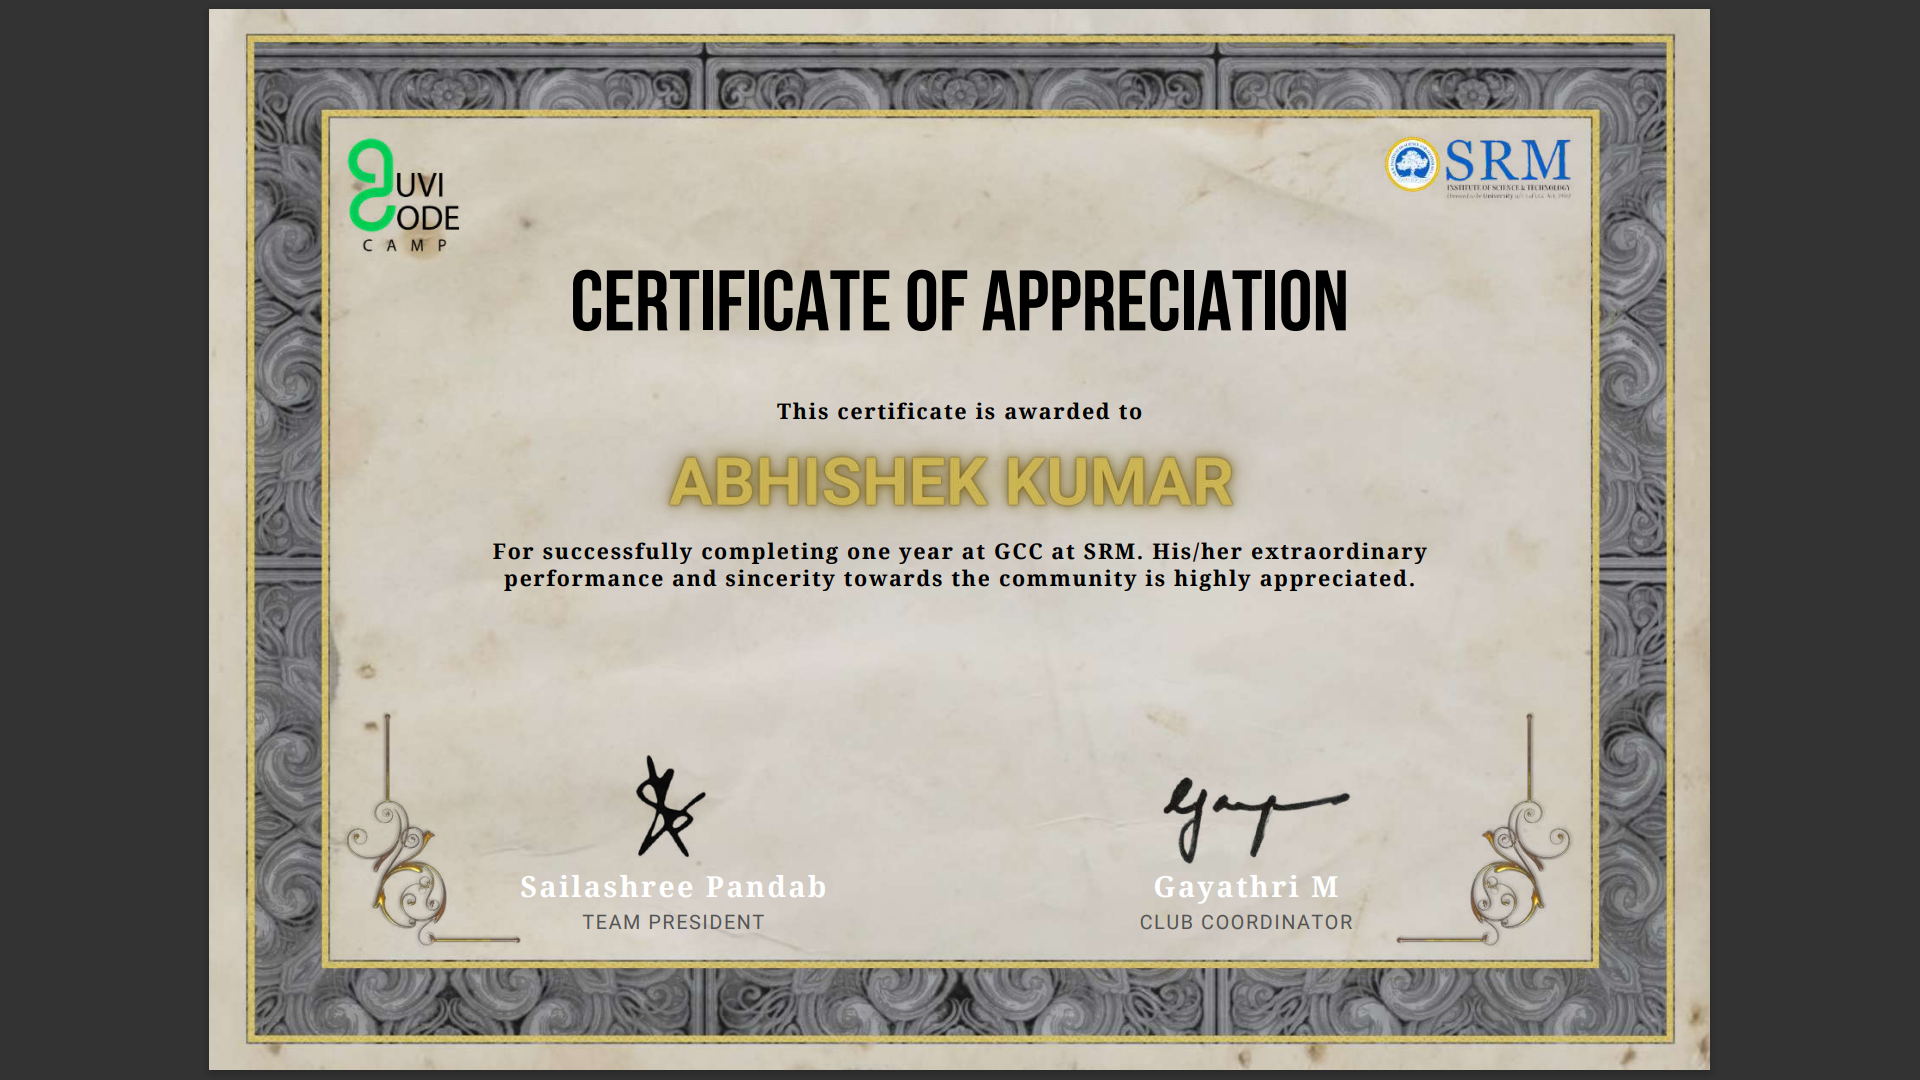 GUVI
CODE
CAMP
SRM
INSTITUTE OF SCIENCE & TECHNOLOGY
CERTIFICATE OF APPRECIATION
This certificate is awarded to
ABHISHEK KUMAR
For successfully completing one year at GCC at SRM. His/her extraordinary
performance and sincerity towards the community is highly appreciated.
Sailashree Pandab
Gayathri M
TEAM PRESIDENT
CLUB COORDINATOR